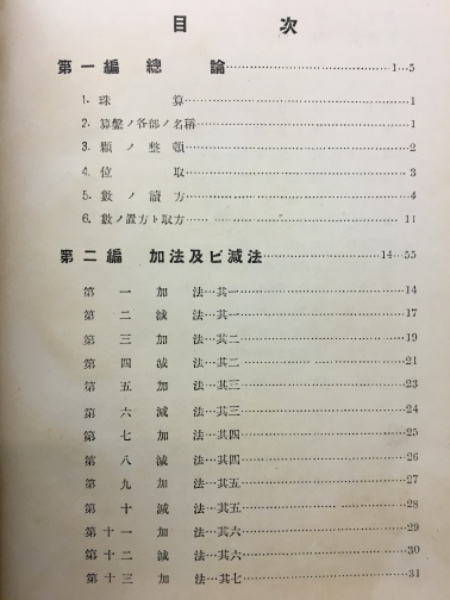 目次
第一編 總論 1…5
1. 珠算 1
2. 算盤ノ各部ノ名稱 1
3. 顆ノ整頓 2
4. 位取 3
5. 數ノ讀方 4
6. 數ノ置方ト取方 11
第二編 加法及ビ減法 14…55
第一 加法…其一 14
第二 減法…其一 17
第三 加法…其二 19
第四 減法…其二 21
第五 加法…其三 23
第六 減法…其三 24
第七 加法…其四 25
第八 減法…其四 26
第九 加法…其五 27
第十 減法…其五 28
第十一 加法…其六 29
第十二 減法…其六 30
第十三 加法…其七 31